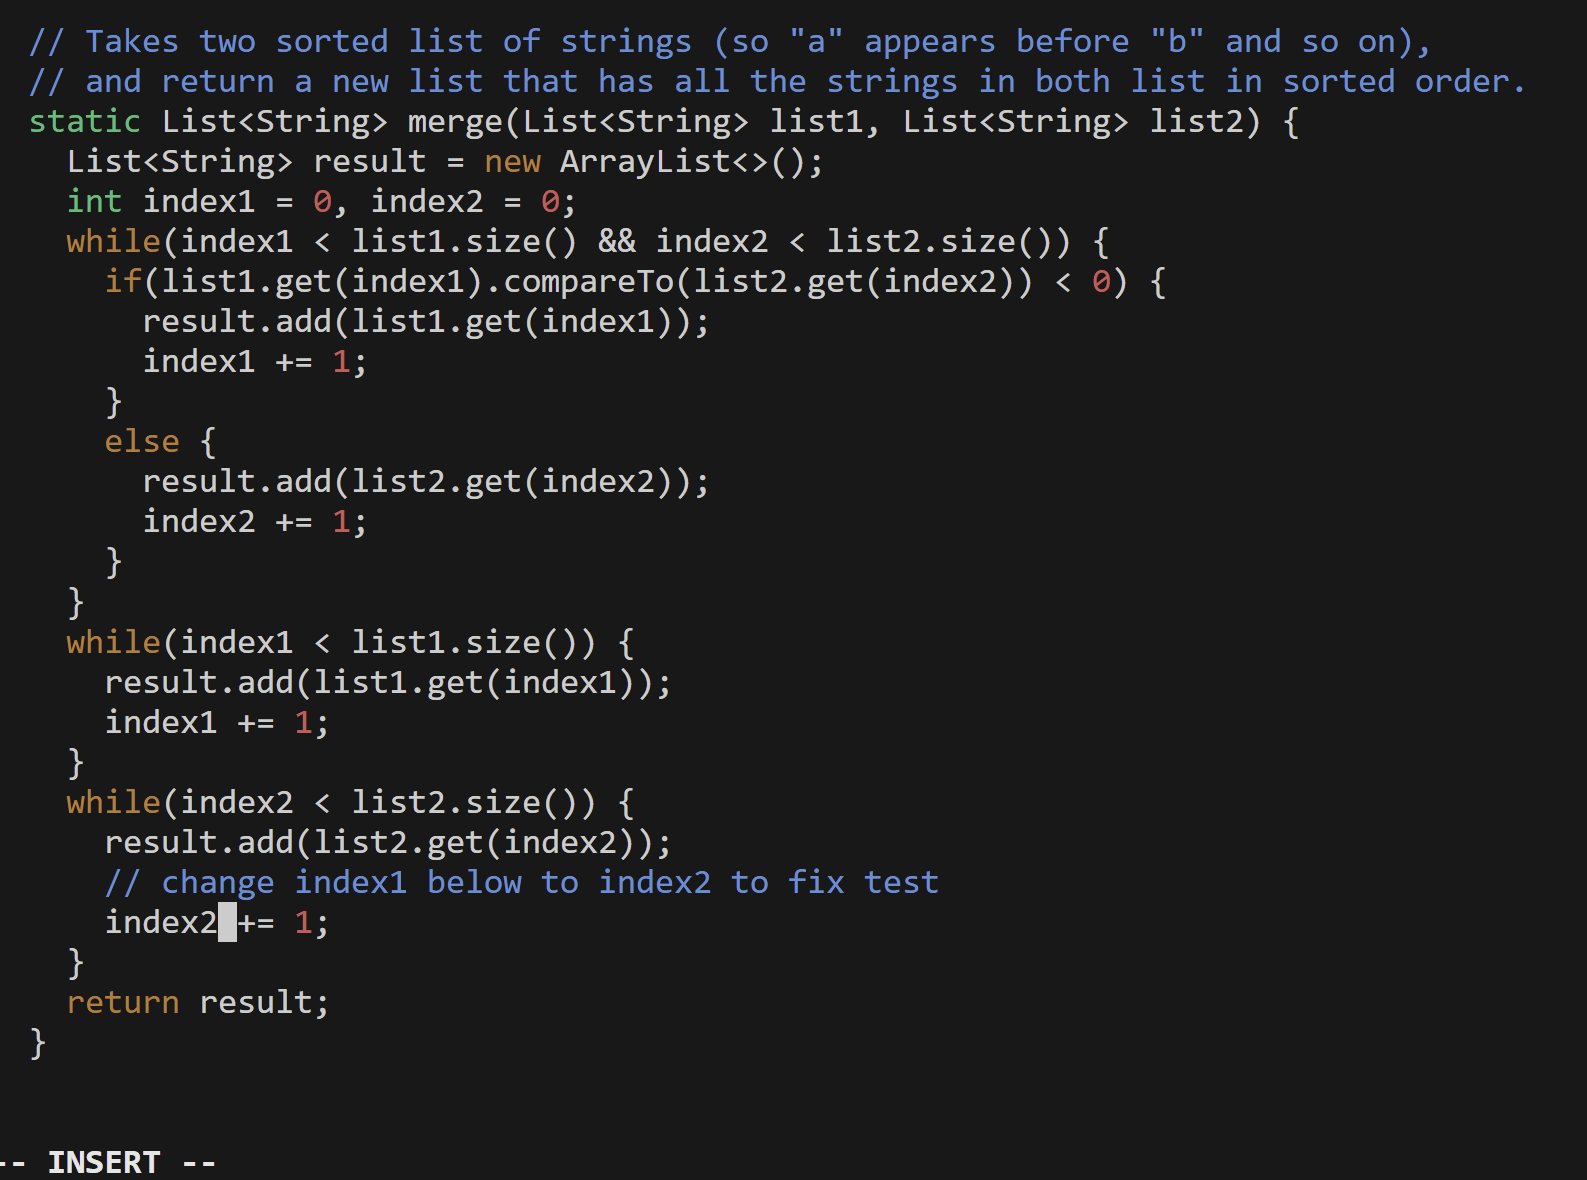 // Takes two sorted list of strings (so "a" appears before "b" and so on),
// and return a new list that has all the strings in both list in sorted order.
static List<String> merge(List<String> list1, List<String> list2) {
  List<String> result = new ArrayList<>();
  int index1 = 0, index2 = 0;
  while(index1 < list1.size() && index2 < list2.size()) {
    if(list1.get(index1).compareTo(list2.get(index2)) < 0) {
      result.add(list1.get(index1));
      index1 += 1;
    }
    else {
      result.add(list2.get(index2));
      index2 += 1;
    }
  }
  while(index1 < list1.size()) {
    result.add(list1.get(index1));
    index1 += 1;
  }
  while(index2 < list2.size()) {
    result.add(list2.get(index2));
    // change index1 below to index2 to fix test
    index2 += 1;
  }
  return result;
}
-- INSERT --